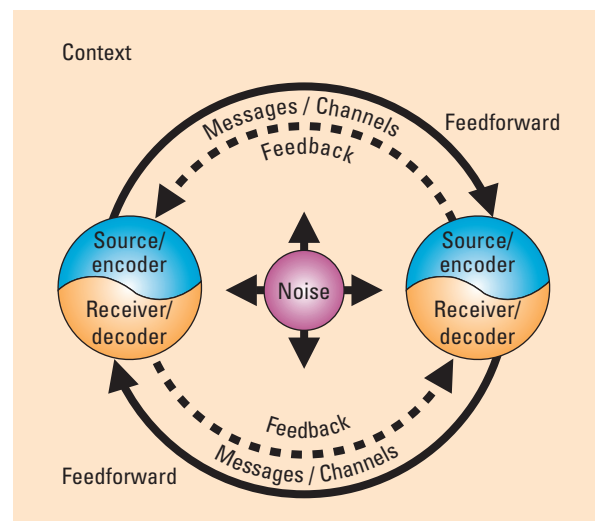 Context
Messages / Channels
Feedforward
Feedback
Source/
encoder
Receiver/
decoder
Noise
Source/
encoder
Receiver/
decoder
Feedback
Messages / Channels
Feedforward